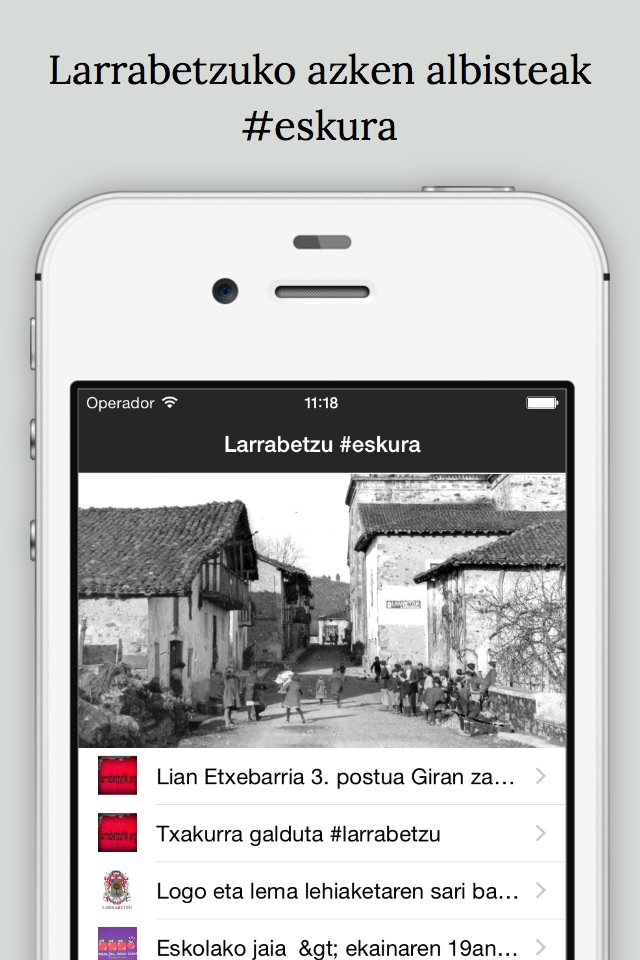 Larrabetzuko azken albisteak
#eskura
Operador
11:18
Larrabetzu #eskura
Lian Etxebarria 3. postua Giran za...
Txakurra galduta #larrabetzu
Logo eta lema lehiaketaren sari ba...
LARRABETZU
Eskolako jaia &gt; ekainaren 19an...